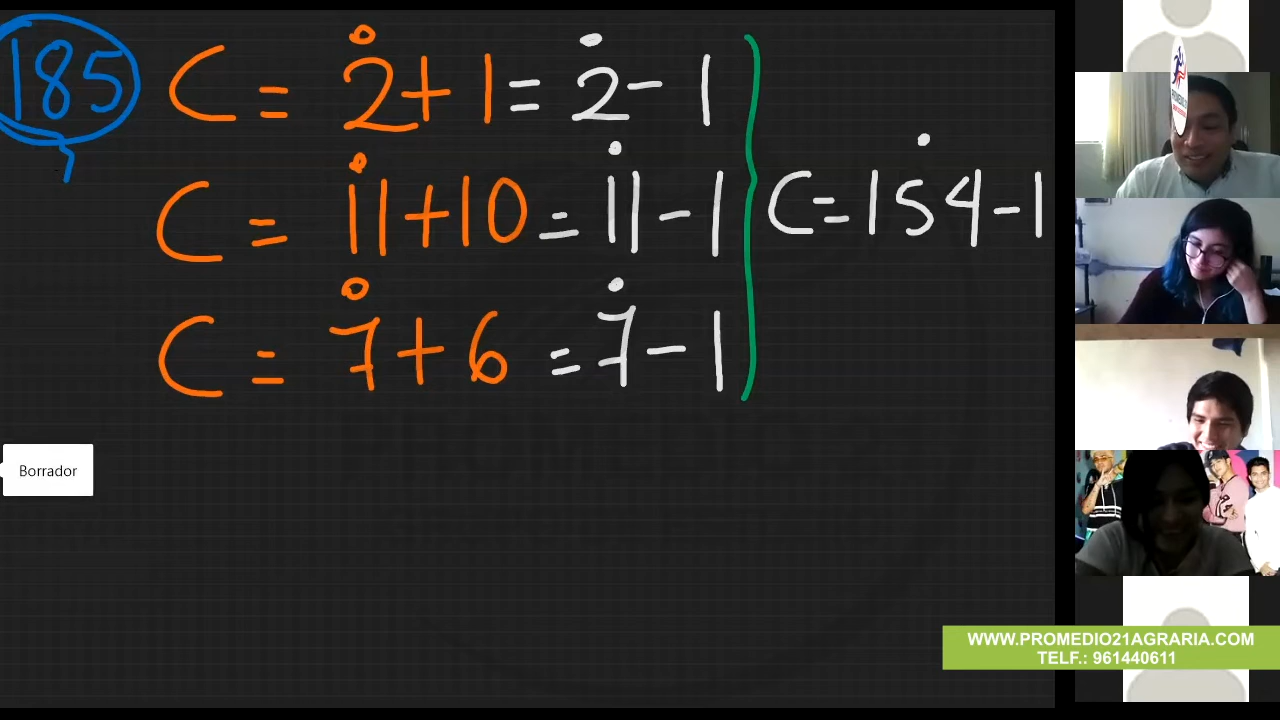 185
C = 2̊ + 1 = 2̇ - 1
C = 11̊ + 10 = 11̇ - 1
C = 7̊ + 6 = 7̇ - 1
C = 154̇ - 1
Borrador
WWW.PROMEDIO21AGRARIA.COM
TELF.: 961440611